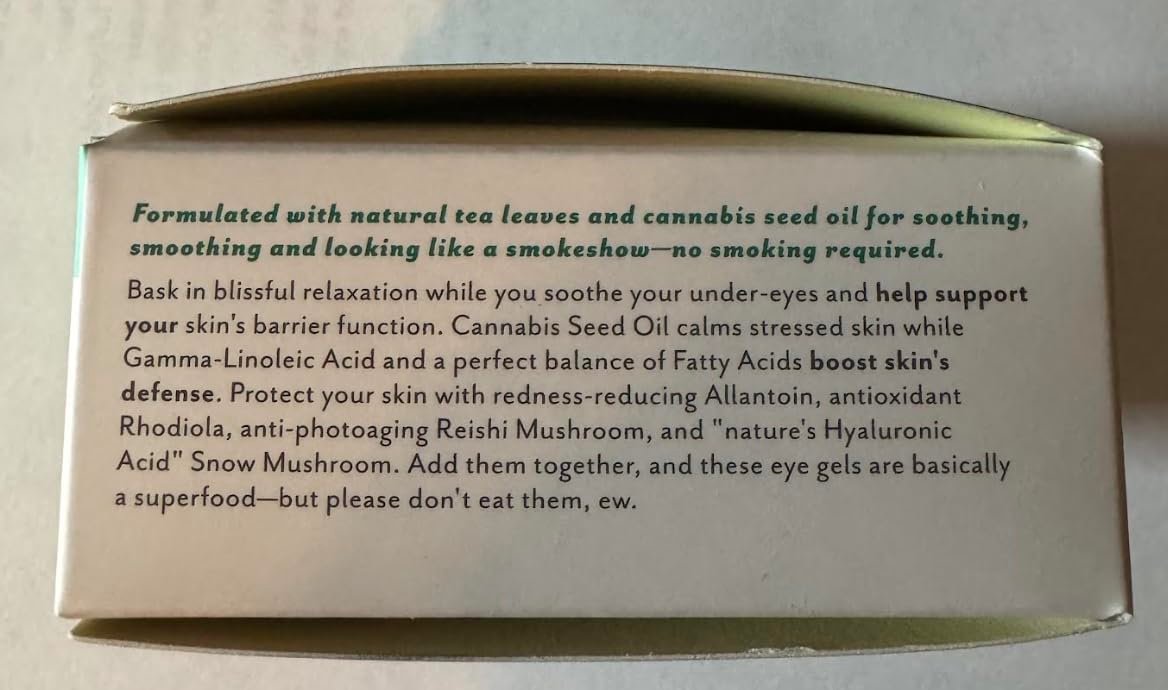 Formulated with natural tea leaves and cannabis seed oil for soothing,
smoothing and looking like a smokeshow—no smoking required.
Bask in blissful relaxation while you soothe your under-eyes and help support
your skin's barrier function. Cannabis Seed Oil calms stressed skin while
Gamma-Linoleic Acid and a perfect balance of Fatty Acids boost skin's
defense. Protect your skin with redness-reducing Allantoin, antioxidant
Rhodiola, anti-photoaging Reishi Mushroom, and "nature's Hyaluronic
Acid" Snow Mushroom. Add them together, and these eye gels are basically
a superfood—but please don't eat them, ew.